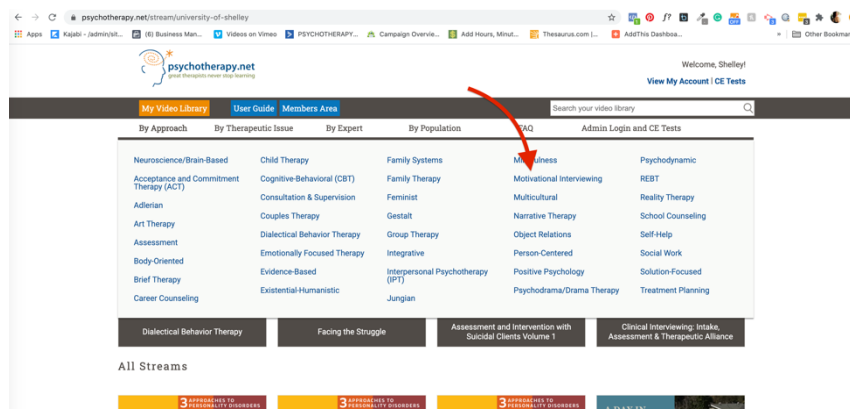 psychotherapy.net/stream/university-of-shelley
Apps Kajabi - /admin/sit... (6) Business Man... Videos on Vimeo PSYCHOTHERAPY... Campaign Overvie... Add Hours, Minut... Thesaurus.com |... AddThis Dashboa... » Other Bookmar
psychotherapy.net
great therapists never stop learning
Welcome, Shelley!
View My Account | CE Tests
My Video Library User Guide Members Area Search your video library
By Approach By Therapeutic Issue By Expert By Population FAQ Admin Login and CE Tests
Neuroscience/Brain-Based
Acceptance and Commitment
Therapy (ACT)
Adlerian
Art Therapy
Assessment
Body-Oriented
Brief Therapy
Career Counseling
Child Therapy
Cognitive-Behavioral (CBT)
Consultation & Supervision
Couples Therapy
Dialectical Behavior Therapy
Emotionally Focused Therapy
Evidence-Based
Existential-Humanistic
Family Systems
Family Therapy
Feminist
Gestalt
Group Therapy
Integrative
Interpersonal Psychotherapy
(IPT)
Jungian
Mindfulness
Motivational Interviewing
Multicultural
Narrative Therapy
Object Relations
Person-Centered
Positive Psychology
Psychodrama/Drama Therapy
Psychodynamic
REBT
Reality Therapy
School Counseling
Self-Help
Social Work
Solution-Focused
Treatment Planning
Dialectical Behavior Therapy
Facing the Struggle
Assessment and Intervention with
Suicidal Clients Volume 1
Clinical Interviewing: Intake,
Assessment & Therapeutic Alliance
All Streams
3 APPROACHES TO
PERSONALITY DISORDERS
3 APPROACHES TO
PERSONALITY DISORDERS
3 APPROACHES TO
PERSONALITY DISORDERS
A DAY IN